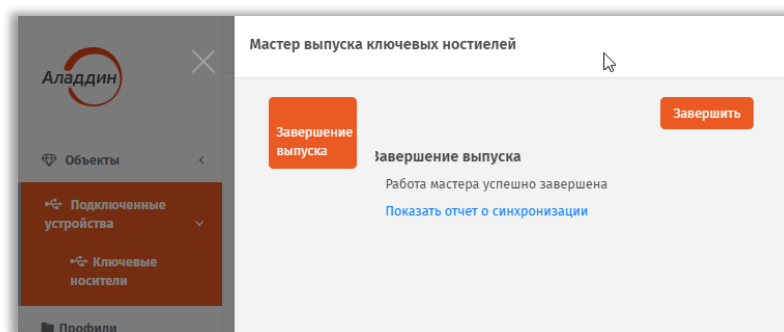 Мастер выпуска ключевых ностиелей
Аладдин
Завершить
Завершение
выпуска
Завершение выпуска
Работа мастера успешно завершена
Показать отчет о синхронизации
Объекты
Подключенные
устройства
Ключевые
носители
Профили